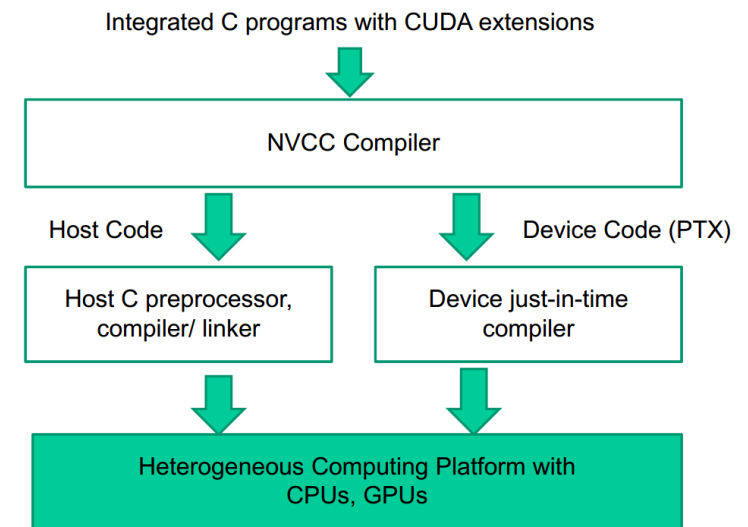 Integrated C programs with CUDA extensions
NVCC Compiler
Host Code
Device Code (PTX)
Host C preprocessor,
compiler/ linker
Device just-in-time
compiler
Heterogeneous Computing Platform with
CPUs, GPUs